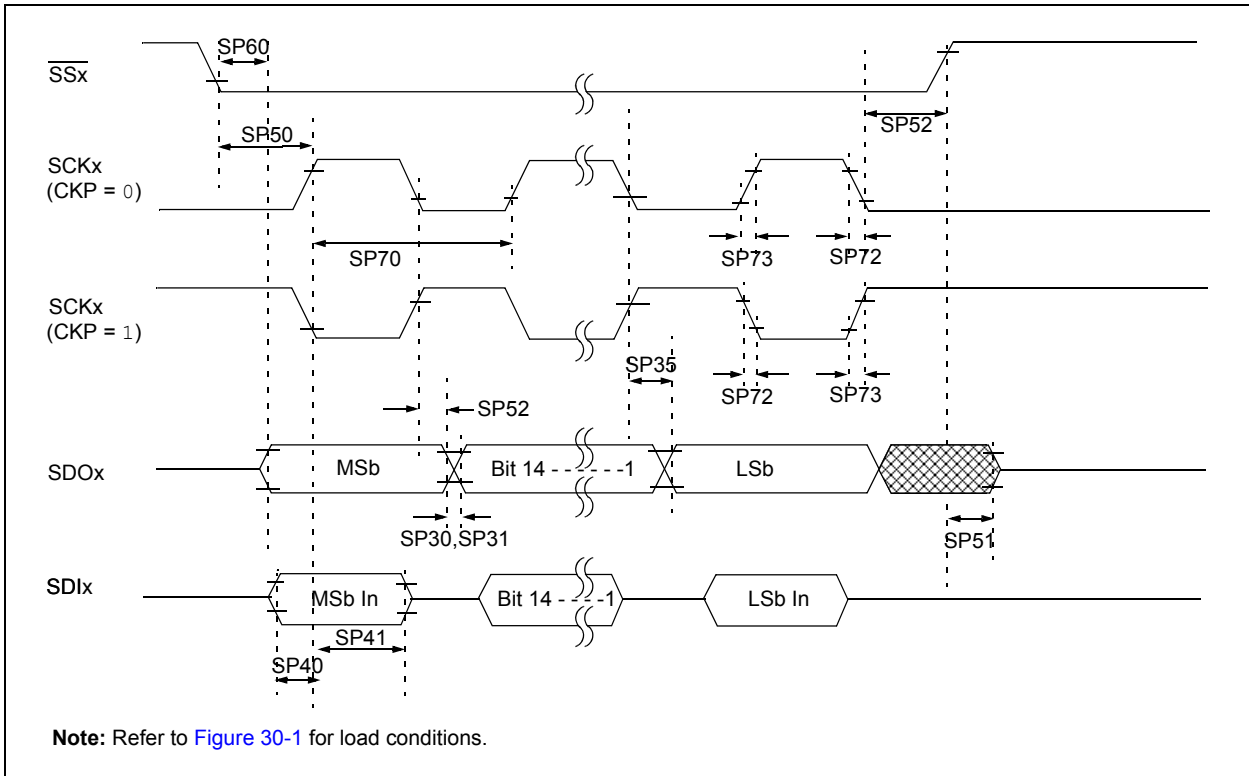 SP60
SSx
SP50
SP52
SCKx
(CKP = 0)
SP70
SP73
SP72
SCKx
(CKP = 1)
SP35
SP72
SP73
SP52
SDOx
MSb
Bit 14 - - - - - -1
LSb
SP30,SP31
SP51
SDIx
MSb In
Bit 14 - - - -1
LSb In
SP41
SP40
Note: Refer to Figure 30-1 for load conditions.